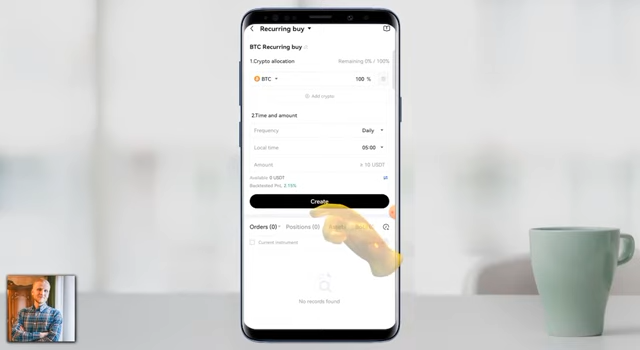 Recurring buy
BTC Recurring buy
1.Crypto allocation Remaining 0% / 100%
BTC 100 %
Add crypto
2.Time and amount
Frequency Daily
Local time 05:00
Amount > 10 USDT
Available 0 USDT
Backtested PnL 2.15%
Create
Orders (0) Positions (0)
Current instrument
No records found